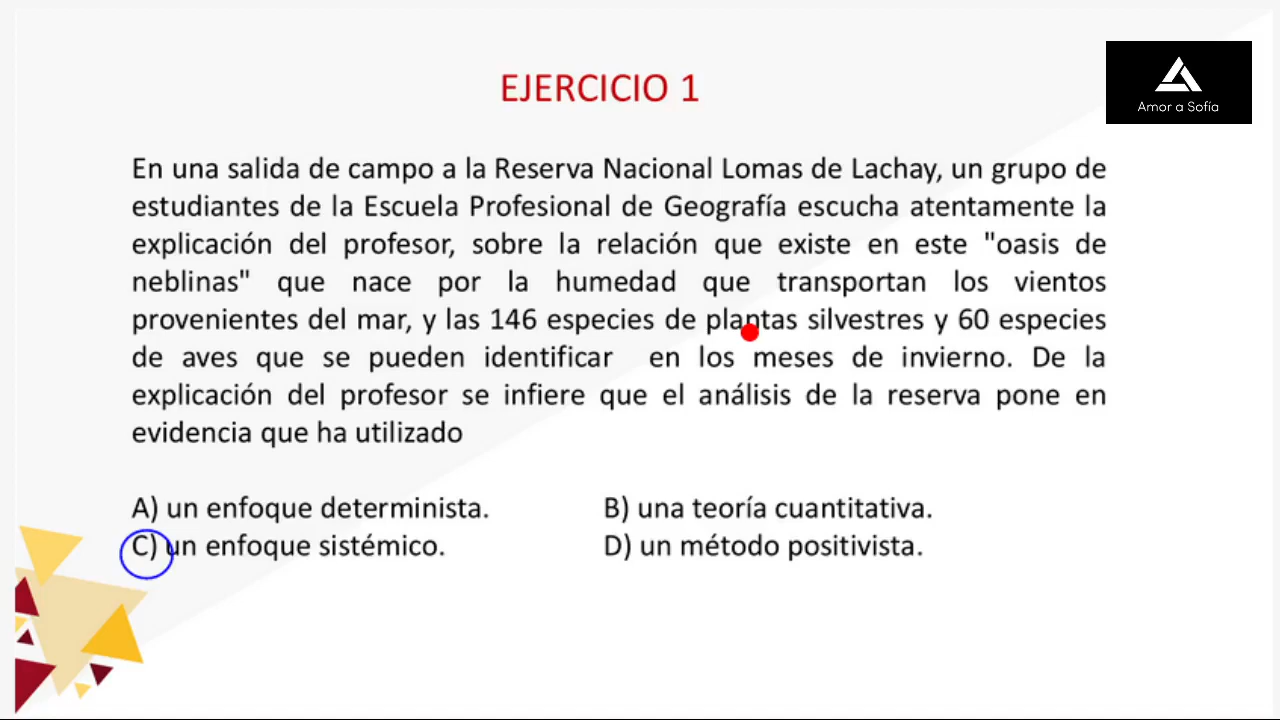 EJERCICIO 1
Amor a Sofía
En una salida de campo a la Reserva Nacional Lomas de Lachay, un grupo de
estudiantes de la Escuela Profesional de Geografía escucha atentamente la
explicación del profesor, sobre la relación que existe en este "oasis de
neblinas" que nace por la humedad que transportan los vientos
provenientes del mar, y las 146 especies de plantas silvestres y 60 especies
de aves que se pueden identificar en los meses de invierno. De la
explicación del profesor se infiere que el análisis de la reserva pone en
evidencia que ha utilizado
A) un enfoque determinista. B) una teoría cuantitativa.
C) un enfoque sistémico. D) un método positivista.